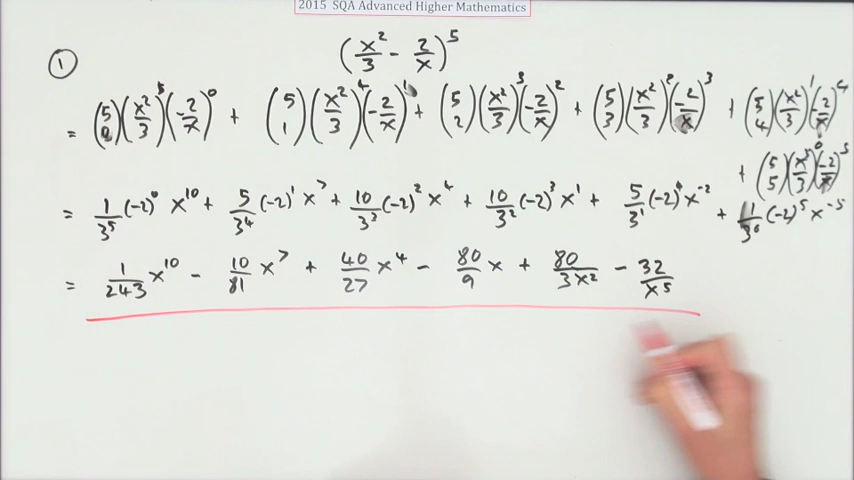 2015 SQA Advanced Higher Mathematics
① (x²/3 - 2/x)⁵
= (5 0)(x²/3)⁵(-2/x)⁰ + (5 1)(x²/3)⁴(-2/x)¹ + (5 2)(x²/3)³(-2/x)² + (5 3)(x²/3)²(-2/x)³ + (5 4)(x²/3)¹(-2/x)⁴
+ (5 5)(x²/3)⁰(-2/x)⁵
= 1/3⁵ (-2)⁰ x¹⁰ + 5/3⁴ (-2)¹ x⁷ + 10/3³ (-2)² x⁴ + 10/3² (-2)³ x¹ + 5/3¹ (-2)⁴ x⁻² + 1/3⁰ (-2)⁵ x⁻⁵
= 1/243 x¹⁰ - 10/81 x⁷ + 40/27 x⁴ - 80/9 x + 80/3x² - 32/x⁵